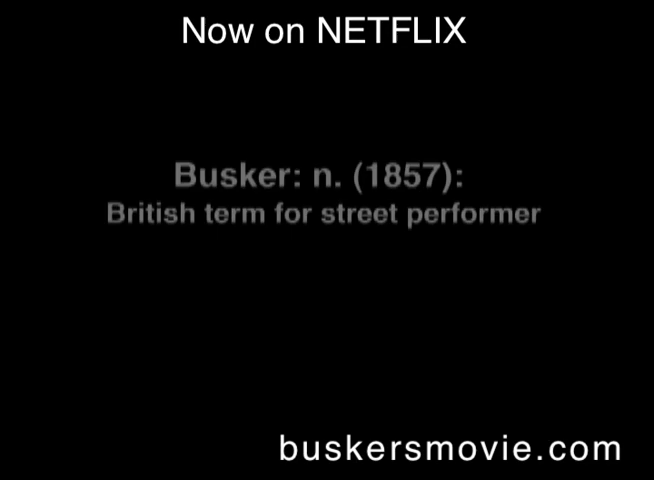 Now on NETFLIX
Busker: n. (1857):
British term for street performer
buskersmovie.com